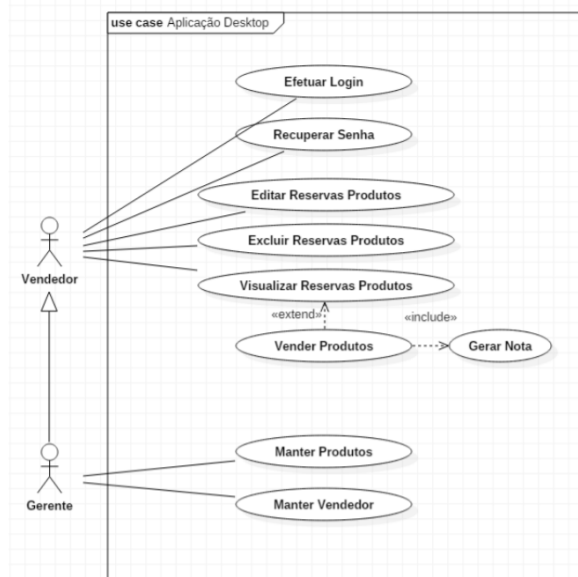 use case Aplicação Desktop
Efetuar Login
Recuperar Senha
Editar Reservas Produtos
Excluir Reservas Produtos
Vendedor
Visualizar Reservas Produtos
«extend»
«include»
Vender Produtos
Gerar Nota
Manter Produtos
Gerente
Manter Vendedor